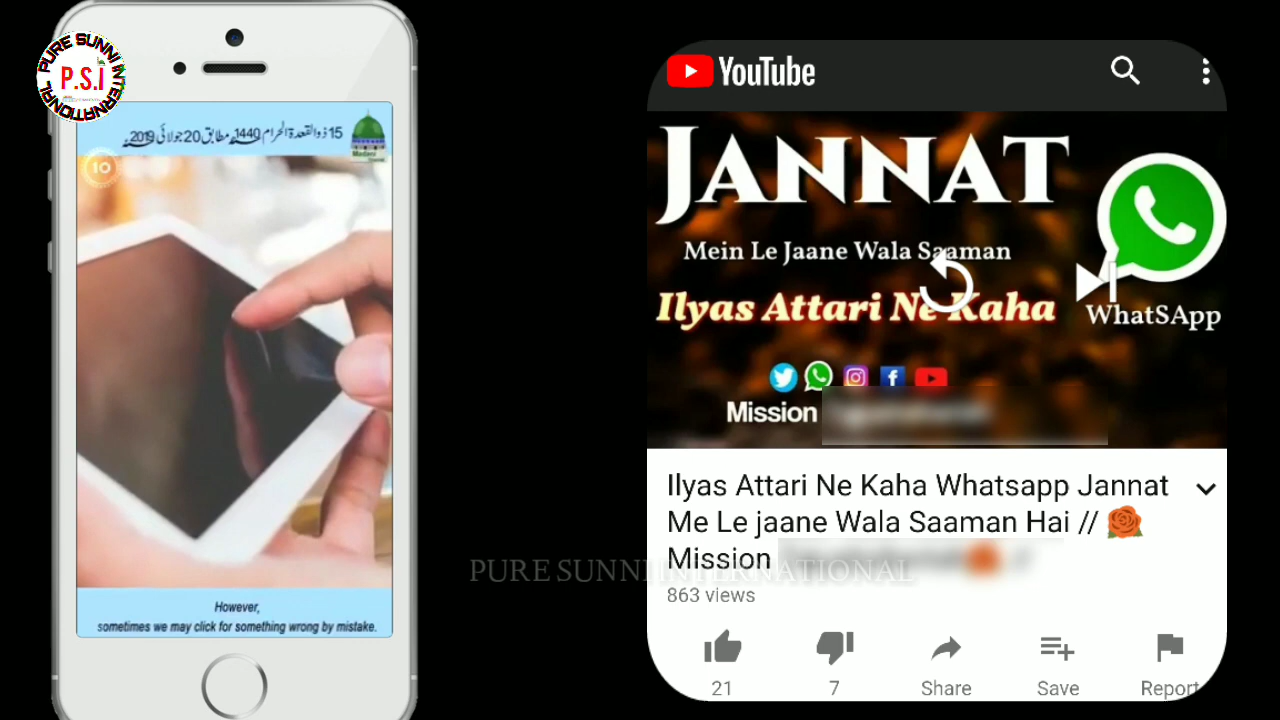 PURE SUNNI INTERNATIONAL
P.S.I
15 ذوالقعدۃ الحرام 1440ھ مطابق 20 جولائی 2019ء
Madani
10
However,
sometimes we may click for something wrong by mistake.
YouTube
JANNAT
Mein Le Jaane Wala Saaman
Ilyas Attari Ne Kaha
WhatSApp
Mission
Ilyas Attari Ne Kaha Whatsapp Jannat
Me Le jaane Wala Saaman Hai //
Mission
PURE SUNNI INTERNATIONAL
863 views
21 7 Share Save Report